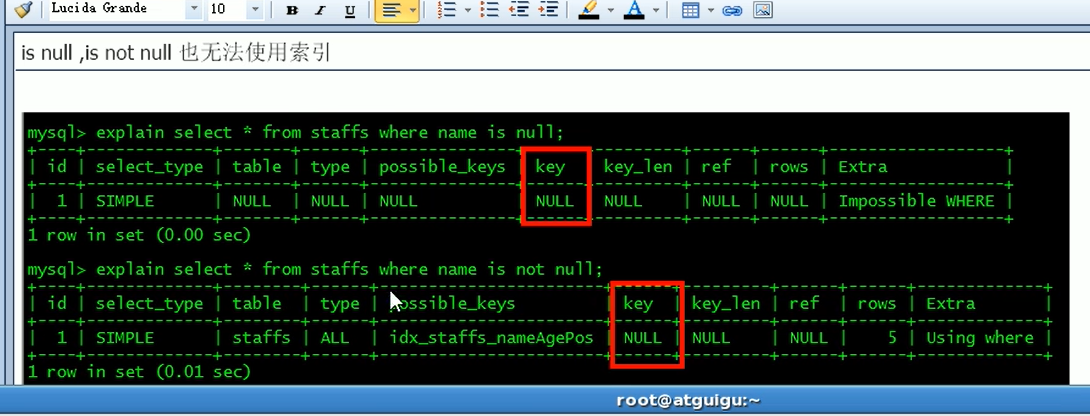 Lucida Grande 10 B I U
is null ,is not null 也无法使用索引
mysql> explain select * from staffs where name is null;
+----+-------------+-------+------+---------------+------+---------+------+------+------------------+
| id | select_type | table | type | possible_keys | key | key_len | ref | rows | Extra |
+----+-------------+-------+------+---------------+------+---------+------+------+------------------+
| 1 | SIMPLE | NULL | NULL | NULL | NULL | NULL | NULL | NULL | Impossible WHERE |
+----+-------------+-------+------+---------------+------+---------+------+------+------------------+
1 row in set (0.00 sec)
mysql> explain select * from staffs where name is not null;
+----+-------------+--------+------+-----------------------+------+---------+------+------+-------------+
| id | select_type | table | type | possible_keys | key | key_len | ref | rows | Extra |
+----+-------------+--------+------+-----------------------+------+---------+------+------+-------------+
| 1 | SIMPLE | staffs | ALL | idx_staffs_nameAgePos | NULL | NULL | NULL | 5 | Using where |
+----+-------------+--------+------+-----------------------+------+---------+------+------+-------------+
1 row in set (0.01 sec)
root@atguigu:~